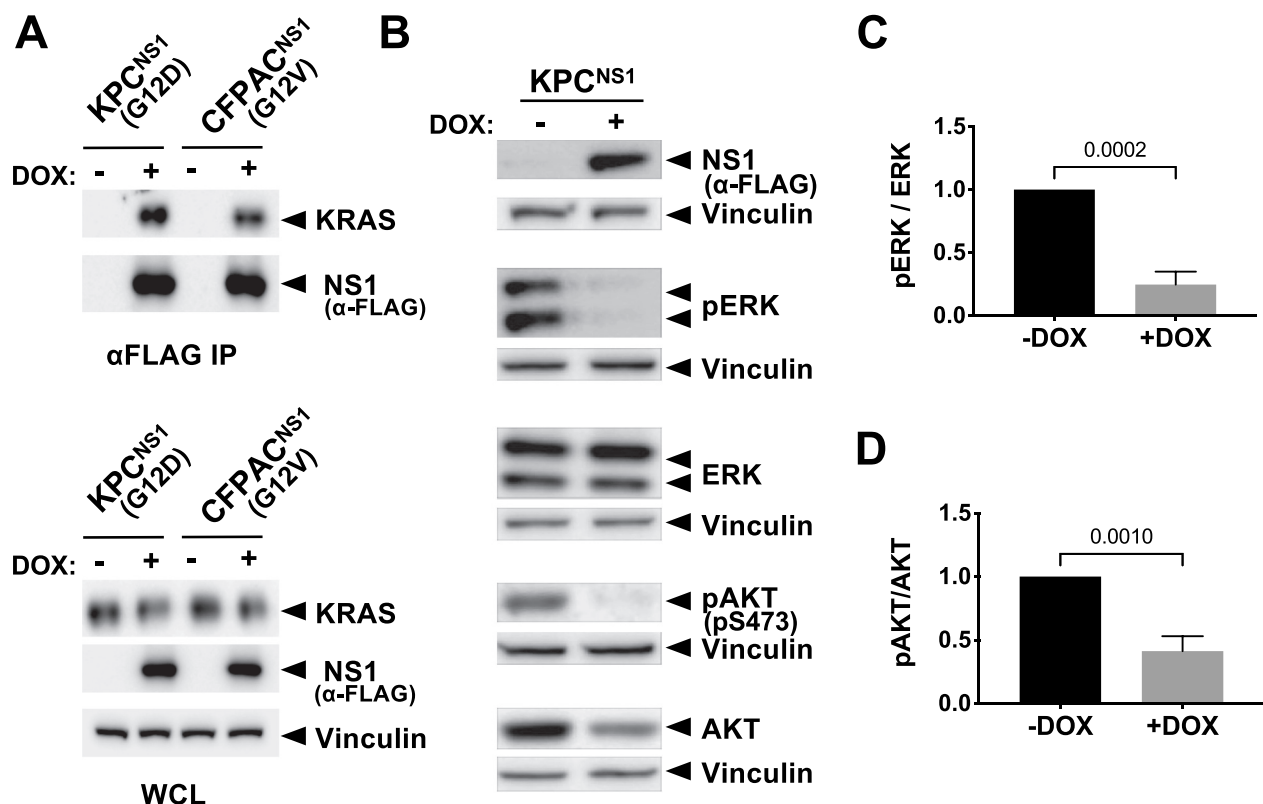 A
KPC^NS1 (G12D)
CFPAC^NS1 (G12V)
DOX: - + - +
KRAS
NS1
(α-FLAG)
αFLAG IP
KPC^NS1 (G12D)
CFPAC^NS1 (G12V)
DOX: - + - +
KRAS
NS1
(α-FLAG)
Vinculin
WCL
B
KPC^NS1
DOX: - +
NS1
(α-FLAG)
Vinculin
pERK
Vinculin
ERK
Vinculin
pAKT
(pS473)
Vinculin
AKT
Vinculin
C
pERK / ERK
1.5
1.0
0.5
0.0
0.0002
-DOX +DOX
D
pAKT/AKT
1.5
1.0
0.5
0.0
0.0010
-DOX +DOX